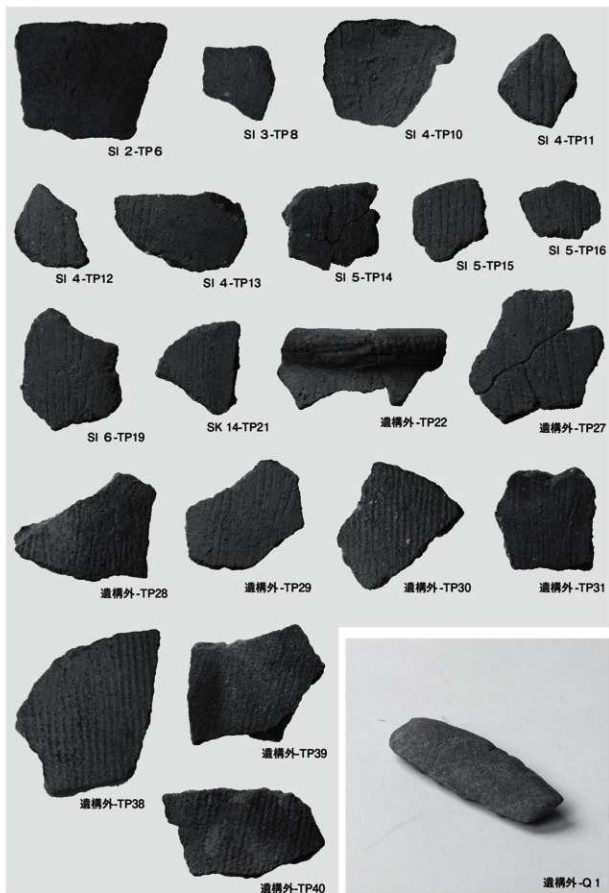 SI 2-TP6
SI 3-TP8
SI 4-TP10
SI 4-TP11
SI 4-TP12
SI 4-TP13
SI 5-TP14
SI 5-TP15
SI 5-TP16
SI 6-TP19
SK 14-TP21
遺構外-TP22
遺構外-TP27
遺構外-TP28
遺構外-TP29
遺構外-TP30
遺構外-TP31
遺構外-TP38
遺構外-TP39
遺構外-TP40
遺構外-Q1